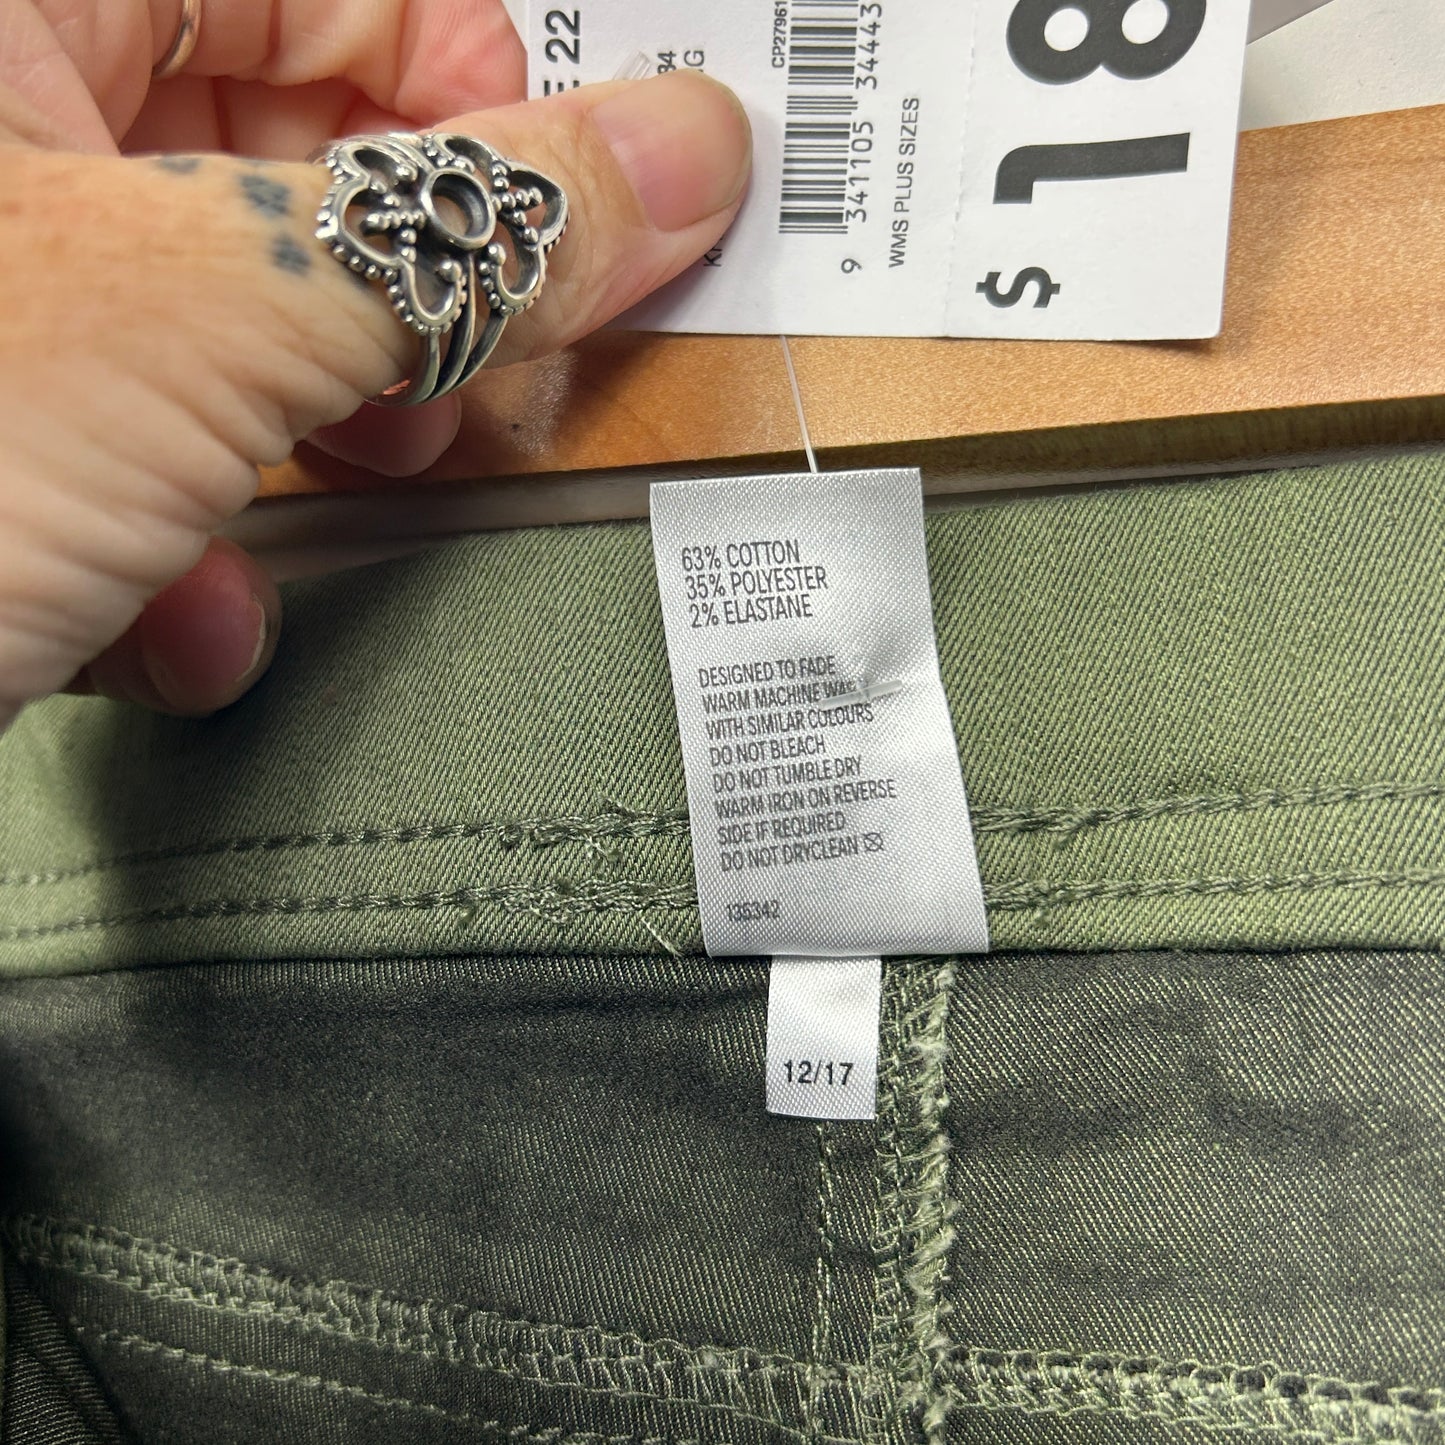 22
CP27961
9 341105 34443
WMS PLUS SIZES
$18
63% COTTON
35% POLYESTER
2% ELASTANE
DESIGNED TO FADE
WARM MACHINE
WITH SIMILAR COLOURS
DO NOT BLEACH
DO NOT TUMBLE DRY
WARM IRON ON REVERSE
SIDE IF REQUIRED
DO NOT DRYCLEAN
135342
12/17